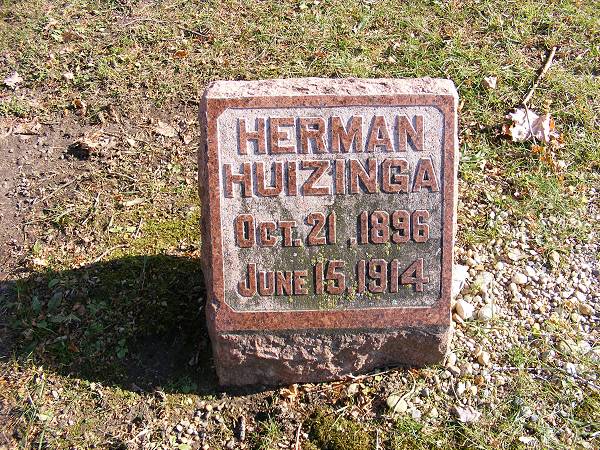 HERMAN
HUIZINGA
OCT. 21, 1896
JUNE 15, 1914